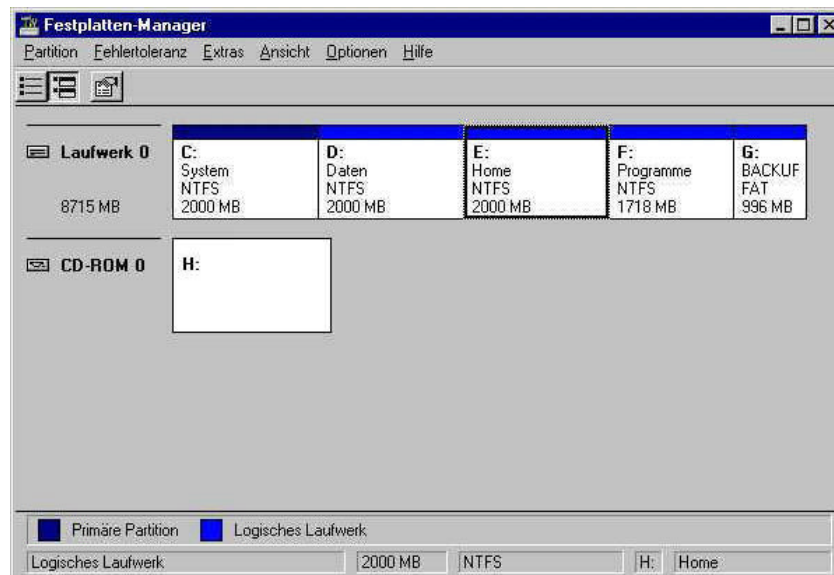 Festplatten-Manager
Partition Fehlertoleranz Extras Ansicht Optionen Hilfe
Laufwerk 0
8715 MB
C:
System
NTFS
2000 MB
D:
Daten
NTFS
2000 MB
E:
Home
NTFS
2000 MB
F:
Programme
NTFS
1718 MB
G:
BACKUF
FAT
996 MB
CD-ROM 0
H:
Primäre Partition Logisches Laufwerk
Logisches Laufwerk 2000 MB NTFS H: Home